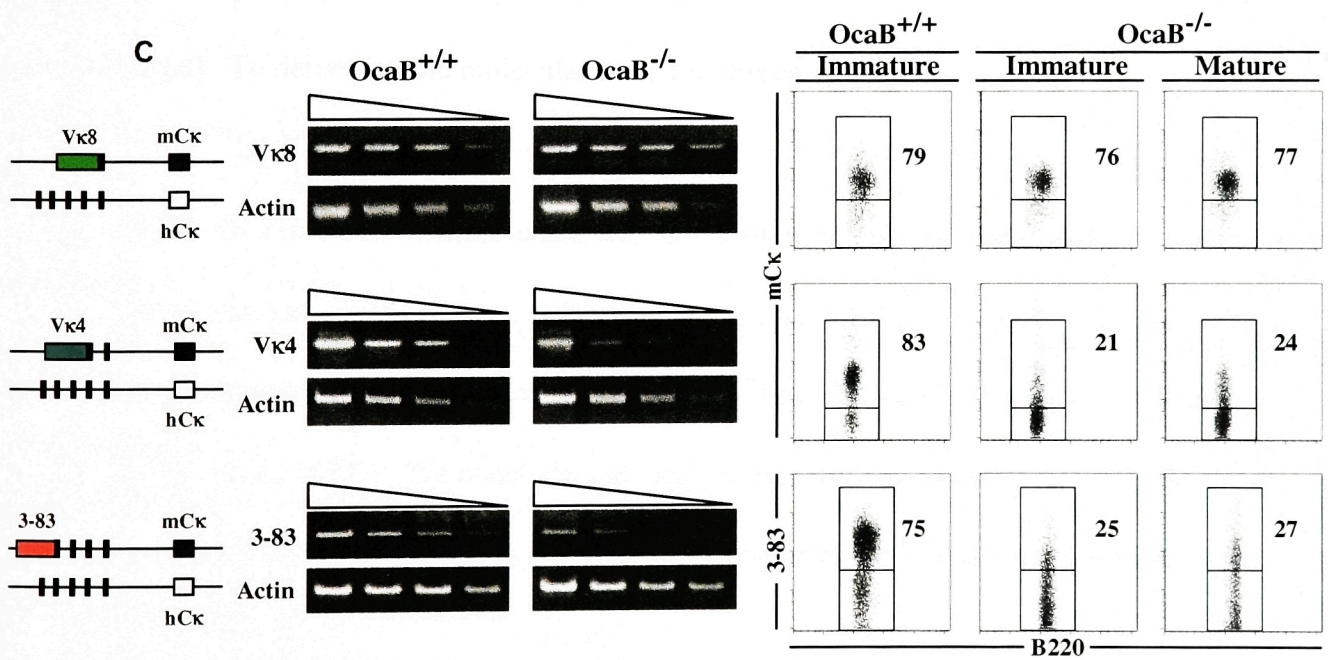 C
OcaB+/+
OcaB-/-
Vκ8
mCκ
hCκ
Vκ8
Actin
Vκ4
mCκ
hCκ
Vκ4
Actin
3-83
mCκ
hCκ
3-83
Actin
OcaB+/+
OcaB-/-
Immature
Immature
Mature
mCκ
79
76
77
83
21
24
3-83
75
25
27
B220